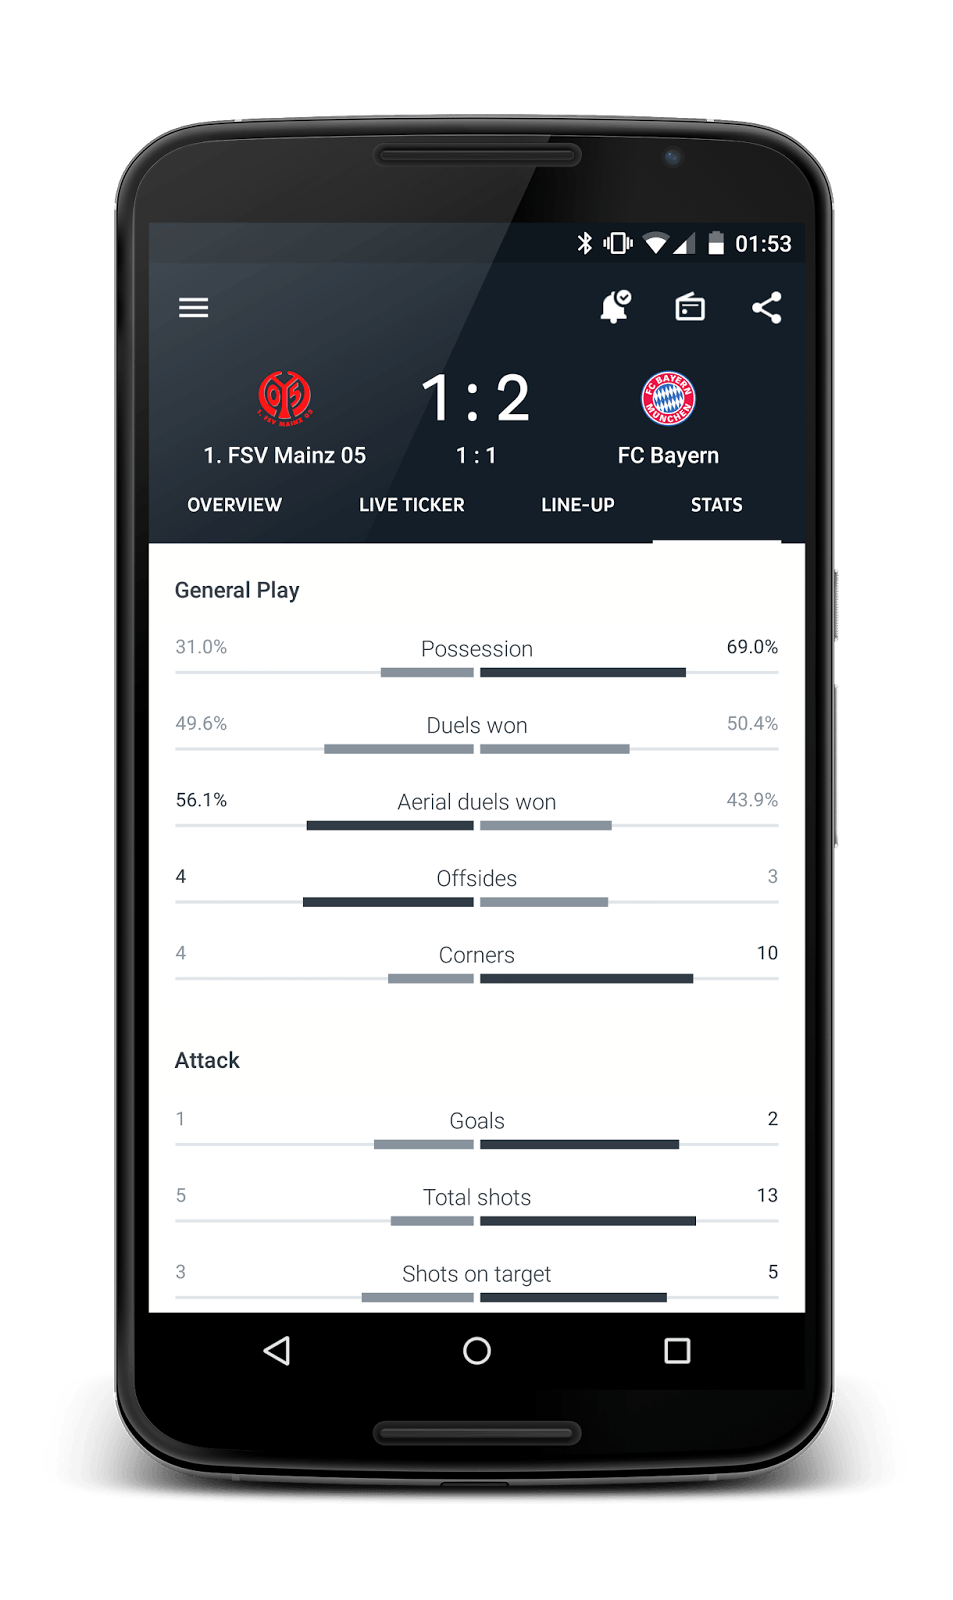 01:53
1 : 2
1. FSV Mainz 05
1 : 1
FC Bayern
FC BAYERN
MÜNCHEN
05
1. FSV MAINZ 05
OVERVIEW LIVE TICKER LINE-UP STATS
General Play
31.0% Possession 69.0%
49.6% Duels won 50.4%
56.1% Aerial duels won 43.9%
4 Offsides 3
4 Corners 10
Attack
1 Goals 2
5 Total shots 13
3 Shots on target 5